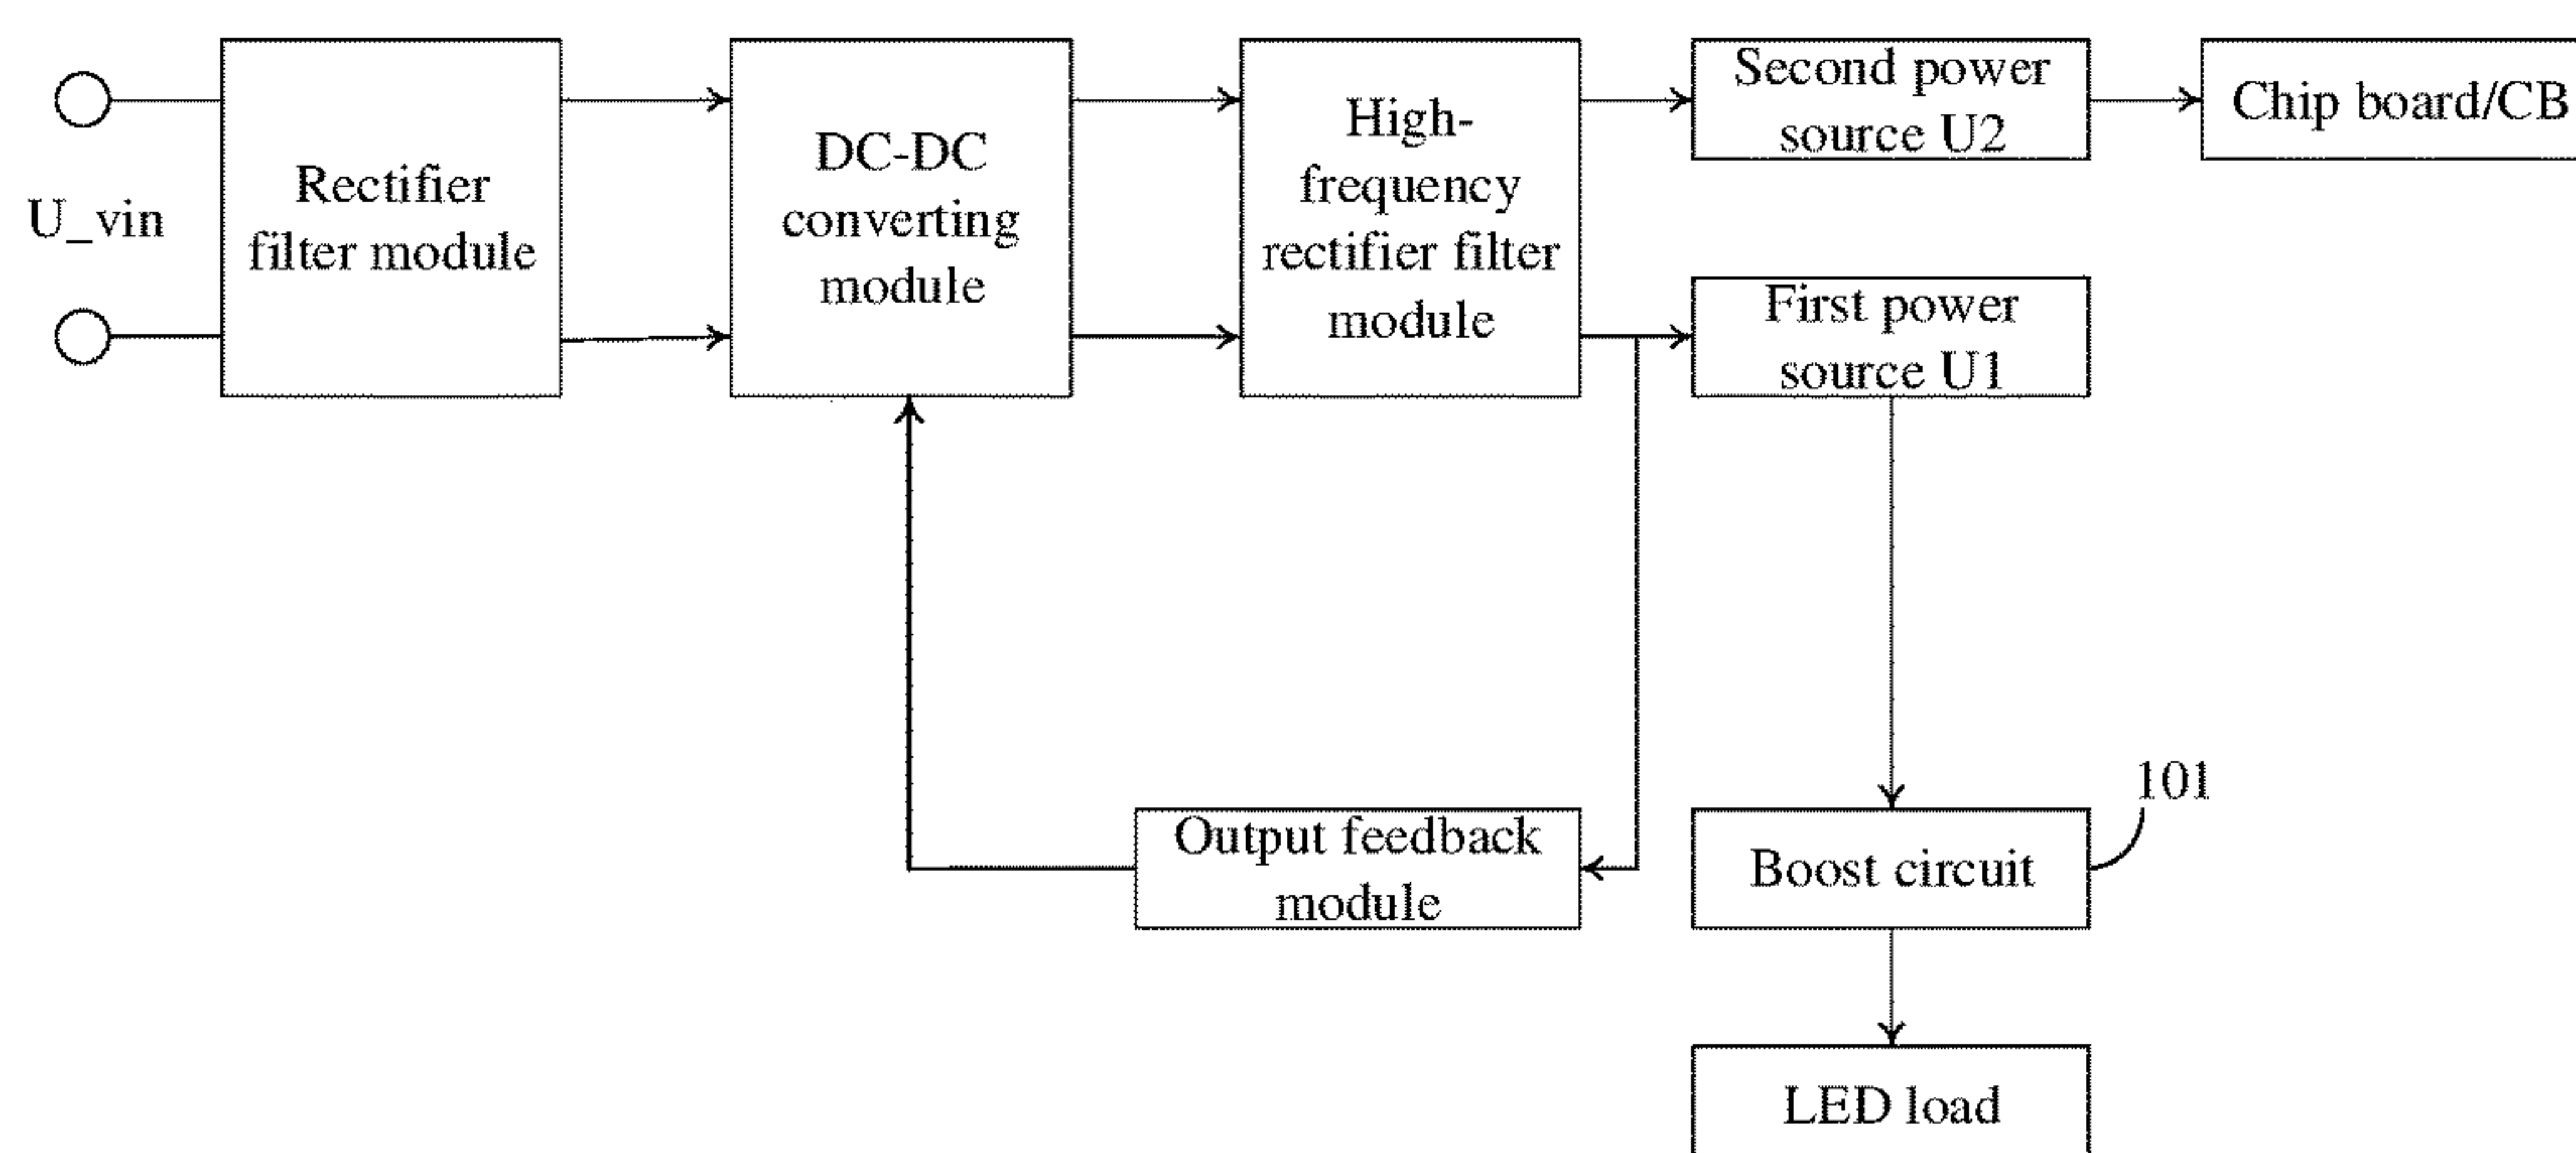 U_vin
Rectifier
filter module
DC-DC
converting
module
High-
frequency
rectifier filter
module
Second power
source U2
Chip board/CB
First power
source U1
Output feedback
module
Boost circuit
101
LED load